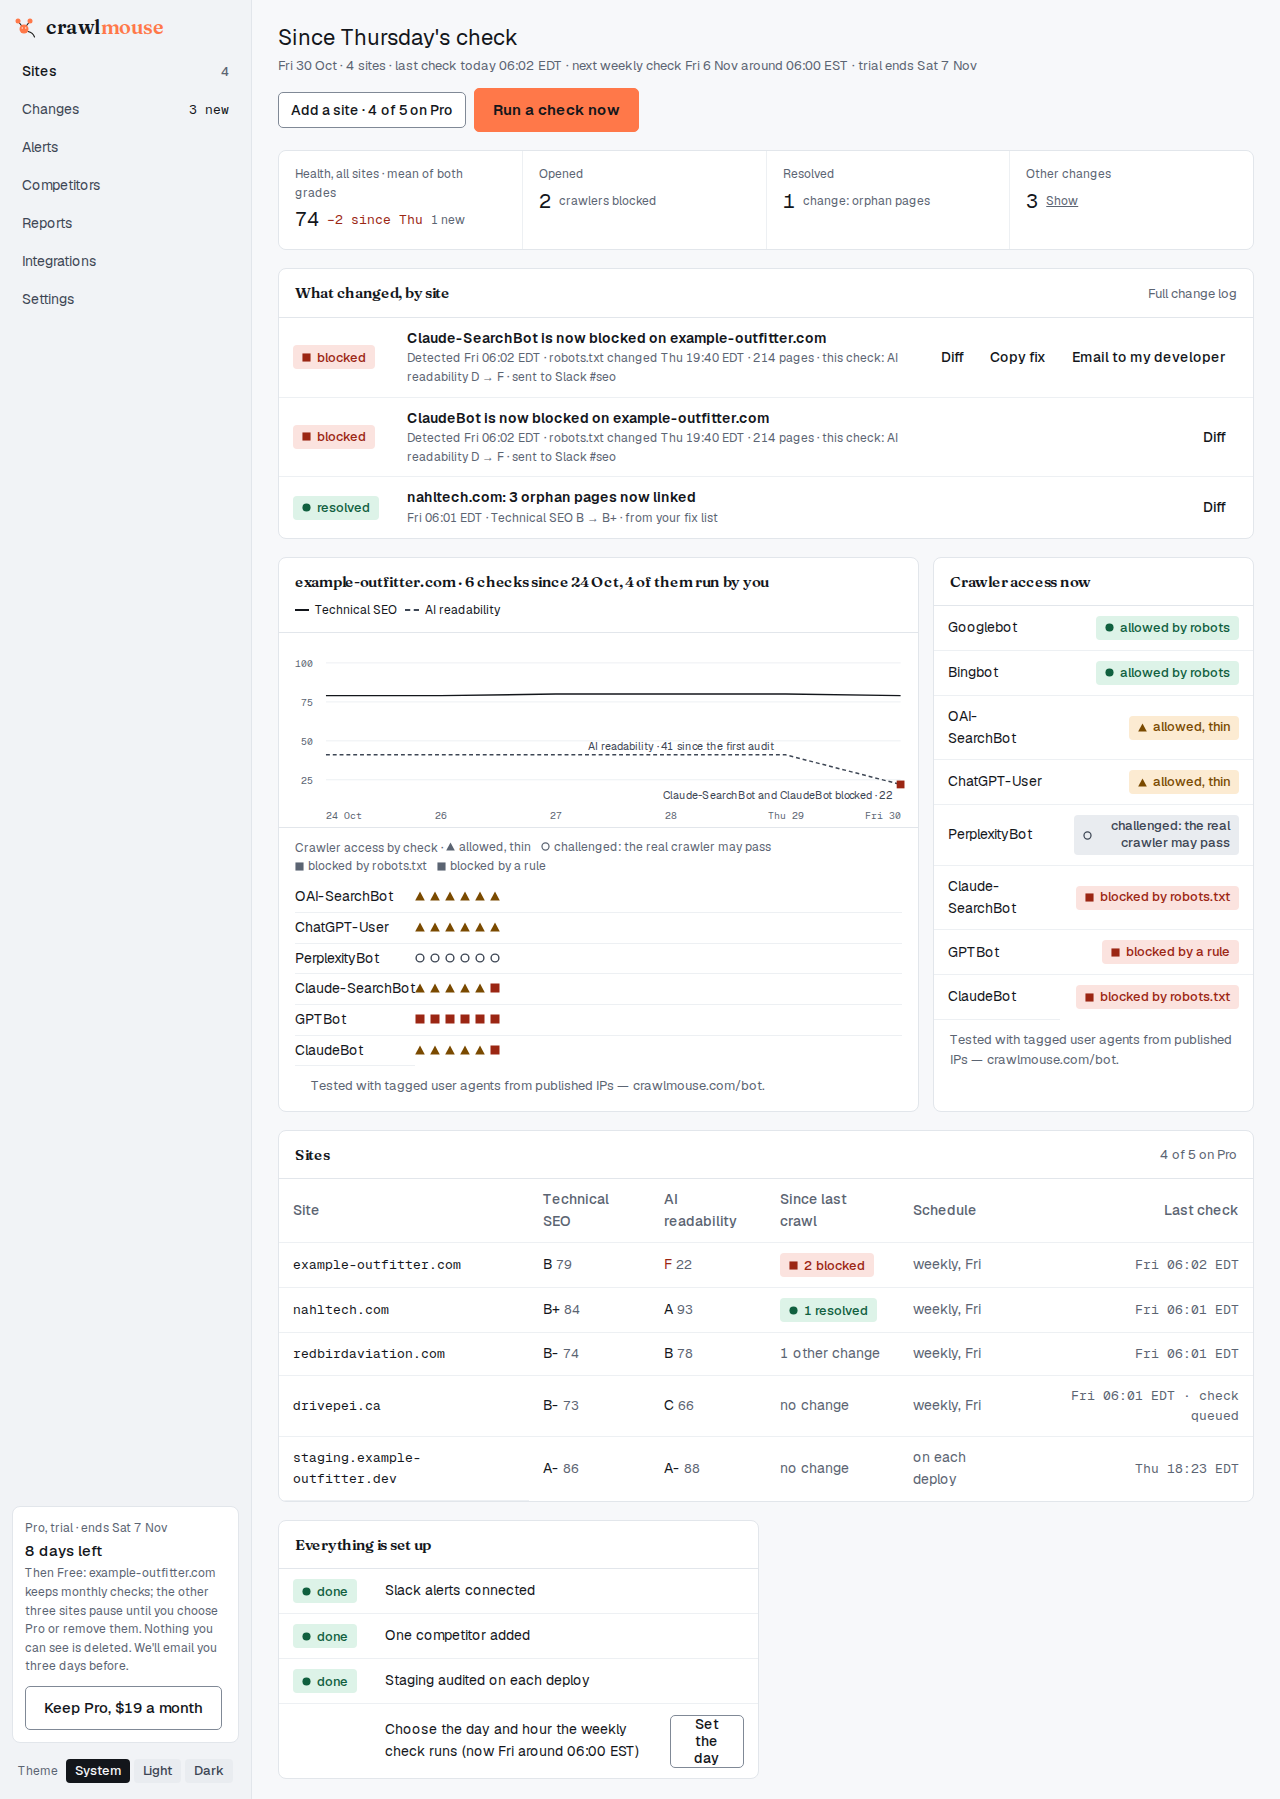 crawlmouse
Sites 4
Changes 3 new
Alerts
Competitors
Reports
Integrations
Settings
Pro, trial · ends Sat 7 Nov
8 days left
Then Free: example-outfitter.com
keeps monthly checks; the other
three sites pause until you choose
Pro or remove them. Nothing you
can see is deleted. We'll email you
three days before.
Keep Pro, $19 a month
Theme System Light Dark
Since Thursday's check
Fri 30 Oct · 4 sites · last check today 06:02 EDT · next weekly check Fri 6 Nov around 06:00 EST · trial ends Sat 7 Nov
Add a site · 4 of 5 on Pro
Run a check now
Health, all sites · mean of both
grades
74 −2 since Thu 1 new
Opened
2 crawlers blocked
Resolved
1 change: orphan pages
Other changes
3 Show
What changed, by site
Full change log
blocked
Claude-SearchBot is now blocked on example-outfitter.com
Detected Fri 06:02 EDT · robots.txt changed Thu 19:40 EDT · 214 pages · this check: AI
readability D → F · sent to Slack #seo
Diff Copy fix Email to my developer
blocked
ClaudeBot is now blocked on example-outfitter.com
Detected Fri 06:02 EDT · robots.txt changed Thu 19:40 EDT · 214 pages · this check: AI
readability D → F · sent to Slack #seo
Diff
resolved
nahltech.com: 3 orphan pages now linked
Fri 06:01 EDT · Technical SEO B → B+ · from your fix list
Diff
example-outfitter.com · 6 checks since 24 Oct, 4 of them run by you
Technical SEO AI readability
100
75
50
25
AI readability · 41 since the first audit
Claude-SearchBot and ClaudeBot blocked · 22
24 Oct 26 27 28 Thu 29 Fri 30
Crawler access by check · ▲ allowed, thin ○ challenged: the real crawler may pass
■ blocked by robots.txt ■ blocked by a rule
OAI-SearchBot
ChatGPT-User
PerplexityBot
Claude-SearchBot
GPTBot
ClaudeBot
Tested with tagged user agents from published IPs — crawlmouse.com/bot.
Crawler access now
Googlebot allowed by robots
Bingbot allowed by robots
OAI-
SearchBot
allowed, thin
ChatGPT-User allowed, thin
PerplexityBot
challenged: the real
crawler may pass
Claude-
SearchBot
blocked by robots.txt
GPTBot blocked by a rule
ClaudeBot blocked by robots.txt
Tested with tagged user agents from published
IPs — crawlmouse.com/bot.
Sites
4 of 5 on Pro
Site
Technical
SEO
AI
readability
Since last
crawl
Schedule
Last check
example-outfitter.com B 79 F 22 2 blocked weekly, Fri Fri 06:02 EDT
nahltech.com B+ 84 A 93 1 resolved weekly, Fri Fri 06:01 EDT
redbirdaviation.com B- 74 B 78 1 other change weekly, Fri Fri 06:01 EDT
drivepei.ca B- 73 C 66 no change weekly, Fri
Fri 06:01 EDT · check
queued
staging.example-
outfitter.dev
A- 86 A- 88 no change
on each
deploy
Thu 18:23 EDT
Everything is set up
done Slack alerts connected
done One competitor added
done Staging audited on each deploy
Choose the day and hour the weekly
check runs (now Fri around 06:00 EST)
Set
the
day